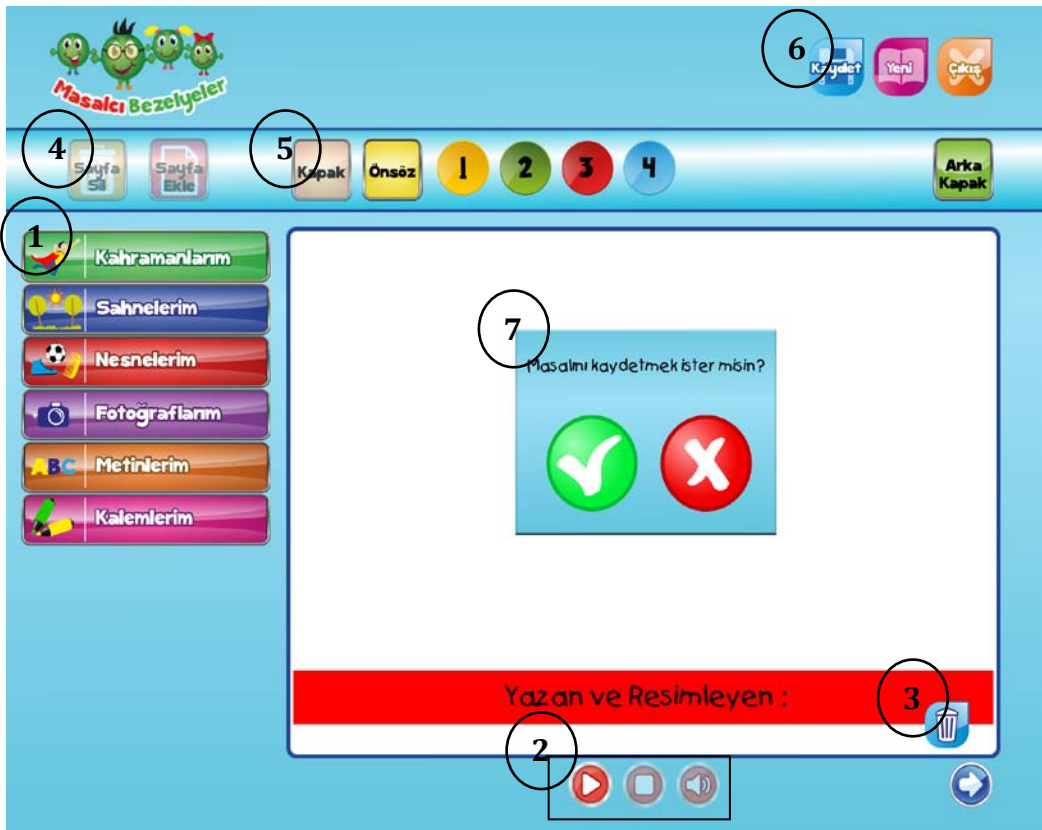 Masalcı Bezelyeler
6
Kaydet
Yeni
Çıkış
4
Sayfa
Sil
Sayfa
Ekle
5
Kapak
Önsöz
1
2
3
4
Arka
Kapak
1
Kahramanlarım
Sahnelerim
Nesnelerim
Fotoğraflarım
ABC
Metinlerim
Kalemlerim
7
Masalını kaydetmek ister misin?
Yazan ve Resimleyen :
3
2